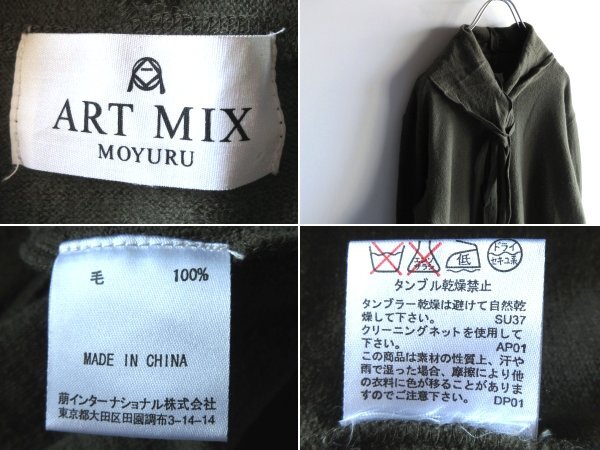 ART MIX
MOYURU
毛 100%
MADE IN CHINA
萠インターナショナル株式会社
東京都大田区田園調布3-14-14
低
ドライ
セキユ系
タンブル乾燥禁止
タンブラー乾燥は避けて自然乾
燥して下さい。 SU37
クリーニングネットを使用して
下さい。 AP01
この商品は素材の性質上、汗や
雨で湿った場合、摩擦により他
の衣料に色が移ることがありま
すのでご注意下さい。 DP01